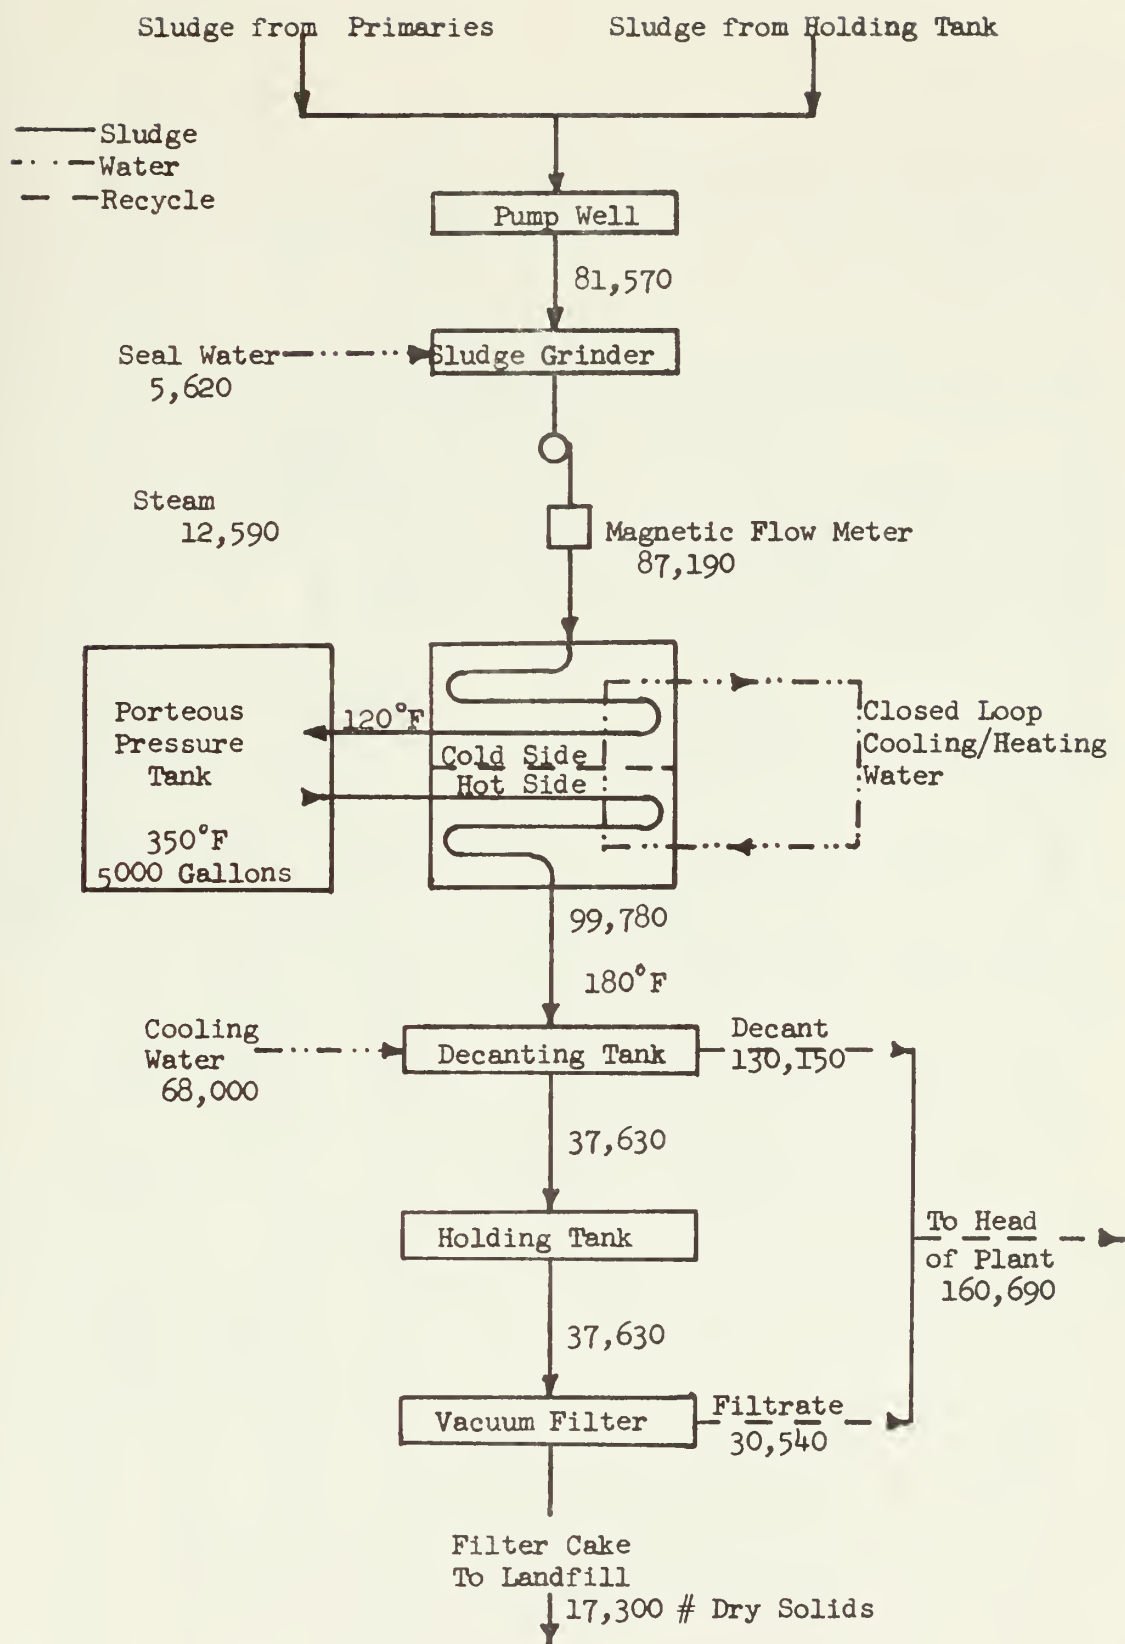 Sludge from Primaries
Sludge from Holding Tank
Sludge
Water
Recycle
Pump Well
81,570
Seal Water
5,620
Sludge Grinder
Steam
12,590
Magnetic Flow Meter
87,190
Porteous
Pressure
Tank
350°F
5000 Gallons
120°F
Cold Side
Hot Side
Closed Loop
Cooling/Heating
Water
99,780
180°F
Cooling
Water
68,000
Decanting Tank
Decant
130,150
37,630
Holding Tank
To Head
of Plant
160,690
37,630
Vacuum Filter
Filtrate
30,540
Filter Cake
To Landfill
17,300 # Dry Solids